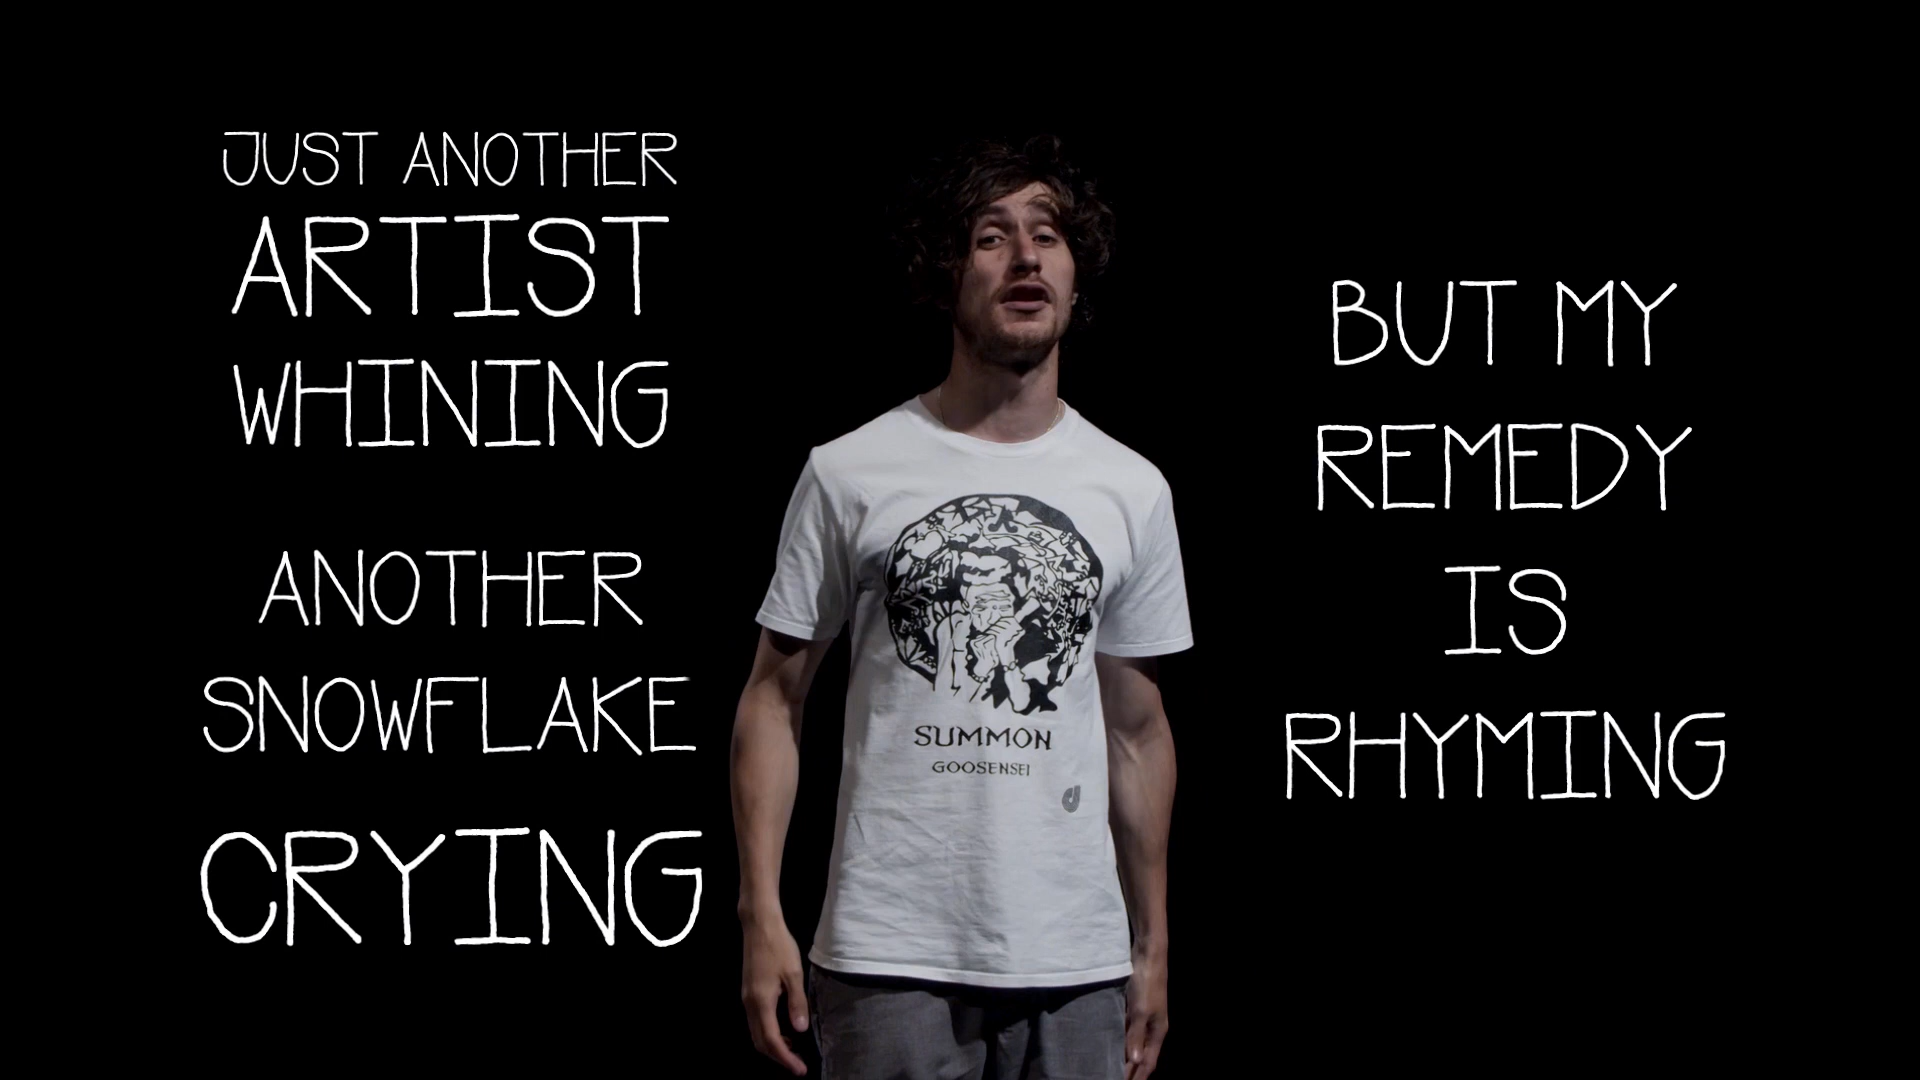 JUST ANOTHER
ARTIST
WHINING
ANOTHER
SNOWFLAKE
CRYING
BUT MY
REMEDY
IS
RHYMING
SUMMON
GOOSENSEI